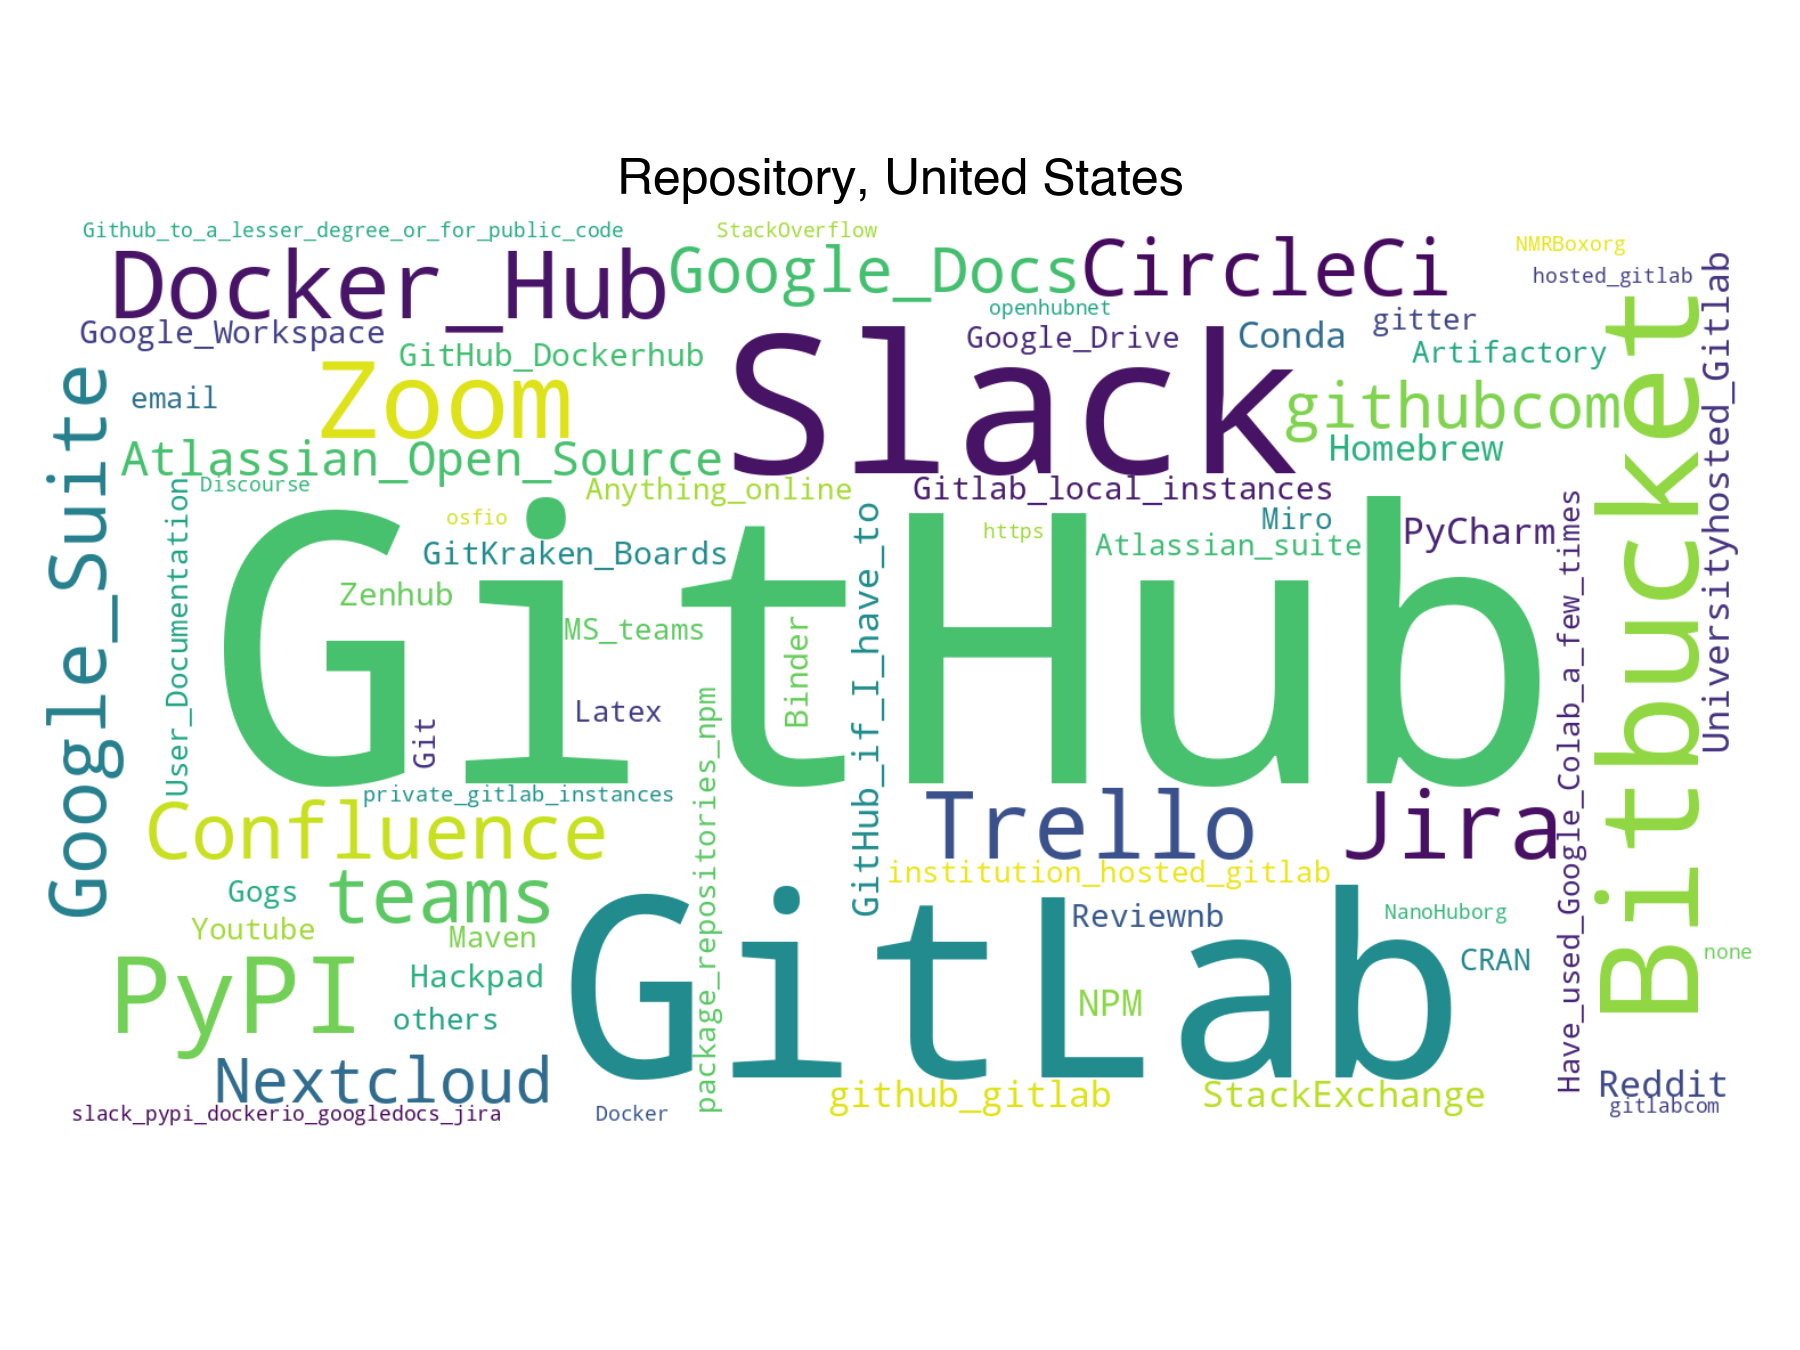 Repository, United States
Github_to_a_lesser_degree_or_for_public_code
StackOverflow
NMRBoxorg
Docker_Hub
Google_Docs
CircleCi
hosted_gitlab
openhubnet
Google_Workspace
Google_Drive
Conda
gitter
GitHub_Dockerhub
Artifactory
Slack
Zoom
email
githubcom
Homebrew
Atlassian_Open_Source
Universityhosted_Gitlab
Bitbucket
Google_Suite
Discourse
Anything_online
Gitlab_local_instances
User_Documentation
osfio
https
Miro
PyCharm
Atlassian_suite
GitKraken_Boards
GitHub
Zenhub
MS_teams
Binder
GitHub_if_I_have_to
Have_used_Google_Colab_a_few_times
Latex
Git
package_repositories_npm
private_gitlab_instances
Confluence
Trello
Jira
institution_hosted_gitlab
Gogs
teams
Youtube
Maven
Reviewnb
NanoHuborg
GitLab
CRAN
none
Hackpad
PyPI
NPM
others
Nextcloud
github_gitlab
StackExchange
Reddit
gitlabcom
slack_pypi_dockerio_googledocs_jira
Docker